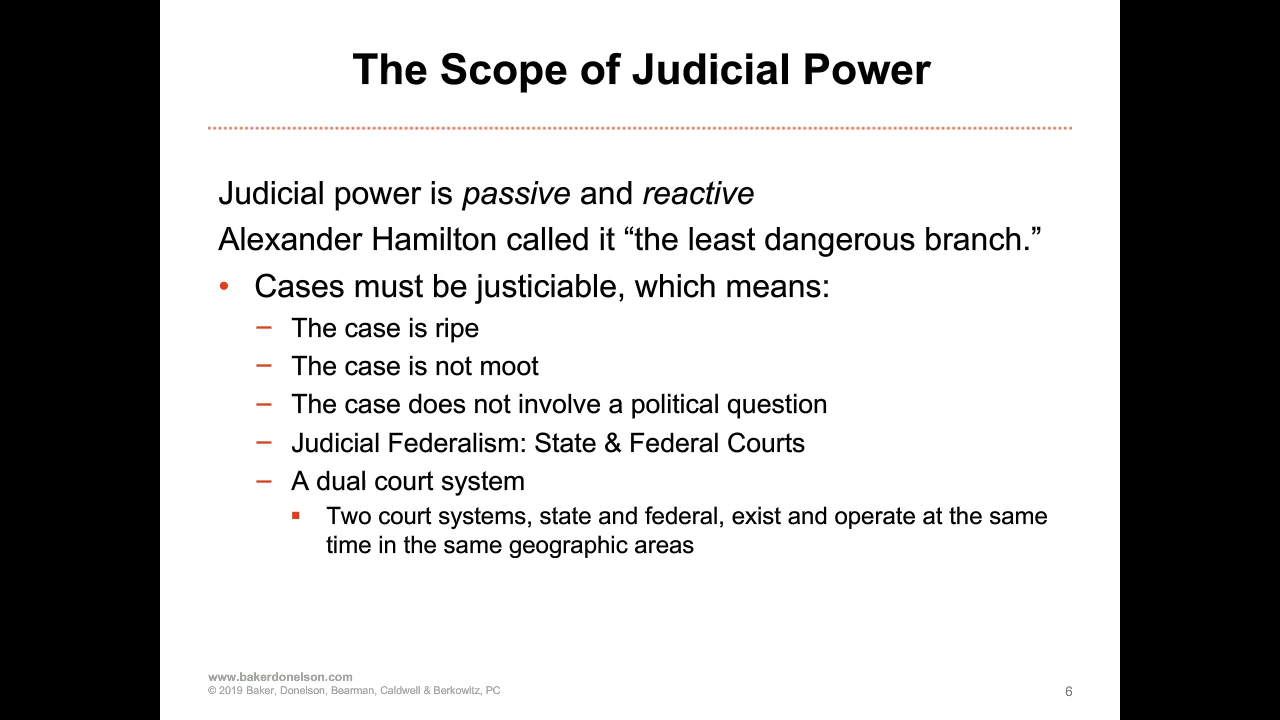 The Scope of Judicial Power
Judicial power is passive and reactive
Alexander Hamilton called it “the least dangerous branch.”
• Cases must be justiciable, which means:
– The case is ripe
– The case is not moot
– The case does not involve a political question
– Judicial Federalism: State & Federal Courts
– A dual court system
▪ Two court systems, state and federal, exist and operate at the same
time in the same geographic areas
www.bakerdonelson.com
© 2019 Baker, Donelson, Bearman, Caldwell & Berkowitz, PC
6